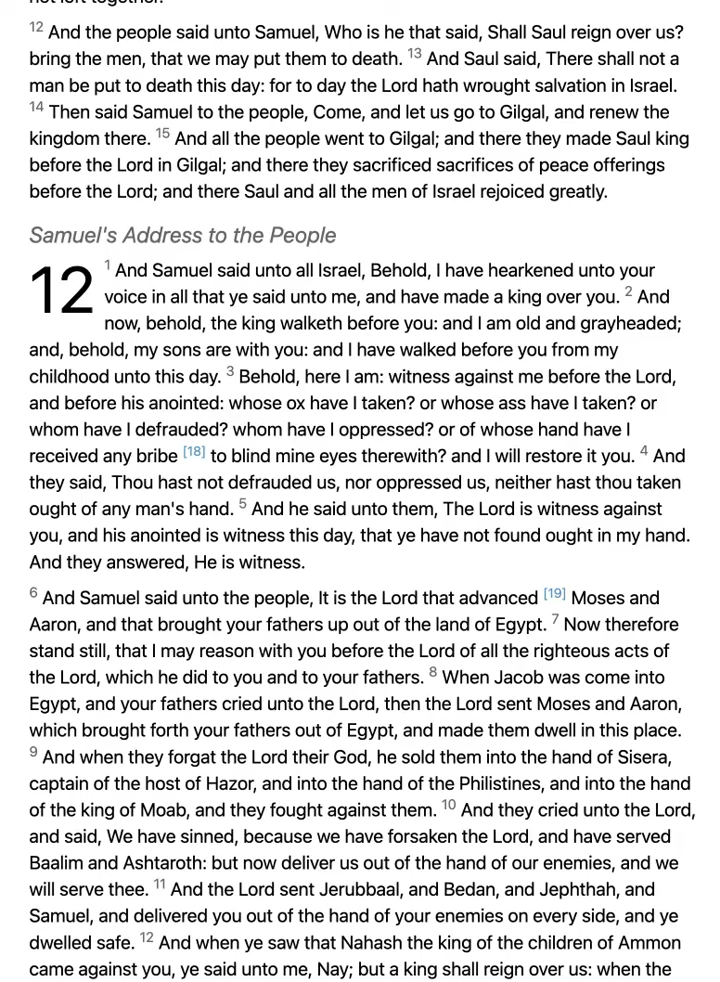 not left together.
12 And the people said unto Samuel, Who is he that said, Shall Saul reign over us?
bring the men, that we may put them to death. 13 And Saul said, There shall not a
man be put to death this day: for to day the Lord hath wrought salvation in Israel.
14 Then said Samuel to the people, Come, and let us go to Gilgal, and renew the
kingdom there. 15 And all the people went to Gilgal; and there they made Saul king
before the Lord in Gilgal; and there they sacrificed sacrifices of peace offerings
before the Lord; and there Saul and all the men of Israel rejoiced greatly.
Samuel's Address to the People
12 1 And Samuel said unto all Israel, Behold, I have hearkened unto your
voice in all that ye said unto me, and have made a king over you. 2 And
now, behold, the king walketh before you: and I am old and grayheaded;
and, behold, my sons are with you: and I have walked before you from my
childhood unto this day. 3 Behold, here I am: witness against me before the Lord,
and before his anointed: whose ox have I taken? or whose ass have I taken? or
whom have I defrauded? whom have I oppressed? or of whose hand have I
received any bribe [18] to blind mine eyes therewith? and I will restore it you. 4 And
they said, Thou hast not defrauded us, nor oppressed us, neither hast thou taken
ought of any man's hand. 5 And he said unto them, The Lord is witness against
you, and his anointed is witness this day, that ye have not found ought in my hand.
And they answered, He is witness.
6 And Samuel said unto the people, It is the Lord that advanced [19] Moses and
Aaron, and that brought your fathers up out of the land of Egypt. 7 Now therefore
stand still, that I may reason with you before the Lord of all the righteous acts of
the Lord, which he did to you and to your fathers. 8 When Jacob was come into
Egypt, and your fathers cried unto the Lord, then the Lord sent Moses and Aaron,
which brought forth your fathers out of Egypt, and made them dwell in this place.
9 And when they forgat the Lord their God, he sold them into the hand of Sisera,
captain of the host of Hazor, and into the hand of the Philistines, and into the hand
of the king of Moab, and they fought against them. 10 And they cried unto the Lord,
and said, We have sinned, because we have forsaken the Lord, and have served
Baalim and Ashtaroth: but now deliver us out of the hand of our enemies, and we
will serve thee. 11 And the Lord sent Jerubbaal, and Bedan, and Jephthah, and
Samuel, and delivered you out of the hand of your enemies on every side, and ye
dwelled safe. 12 And when ye saw that Nahash the king of the children of Ammon
came against you, ye said unto me, Nay; but a king shall reign over us: when the